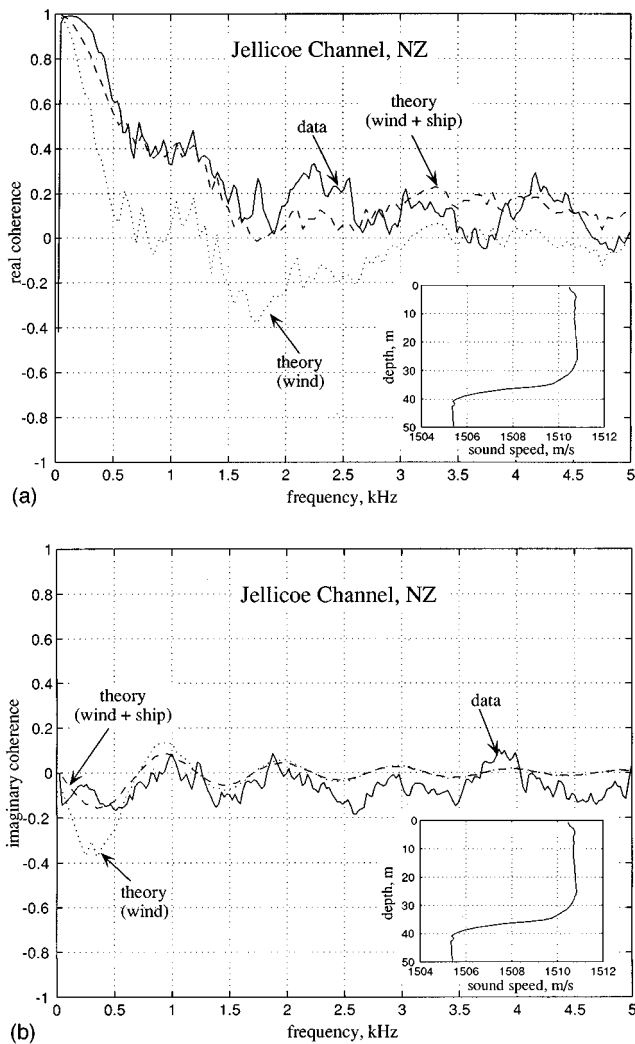 1
0.8
0.6
0.4
0.2
0
-0.2
-0.4
-0.6
-0.8
-1
real coherence
Jellicoe Channel, NZ
data
theory
(wind + ship)
theory
(wind)
0
10
20
30
40
50
depth, m
1504 1506 1508 1510 1512
sound speed, m/s
0 0.5 1 1.5 2 2.5 3 3.5 4 4.5 5
frequency, kHz
(a)
1
0.8
0.6
0.4
0.2
0
-0.2
-0.4
-0.6
-0.8
-1
imaginary coherence
Jellicoe Channel, NZ
theory
(wind + ship)
data
theory
(wind)
0
10
20
30
40
50
depth, m
1504 1506 1508 1510 1512
sound speed, m/s
0 0.5 1 1.5 2 2.5 3 3.5 4 4.5 5
frequency, kHz
(b)